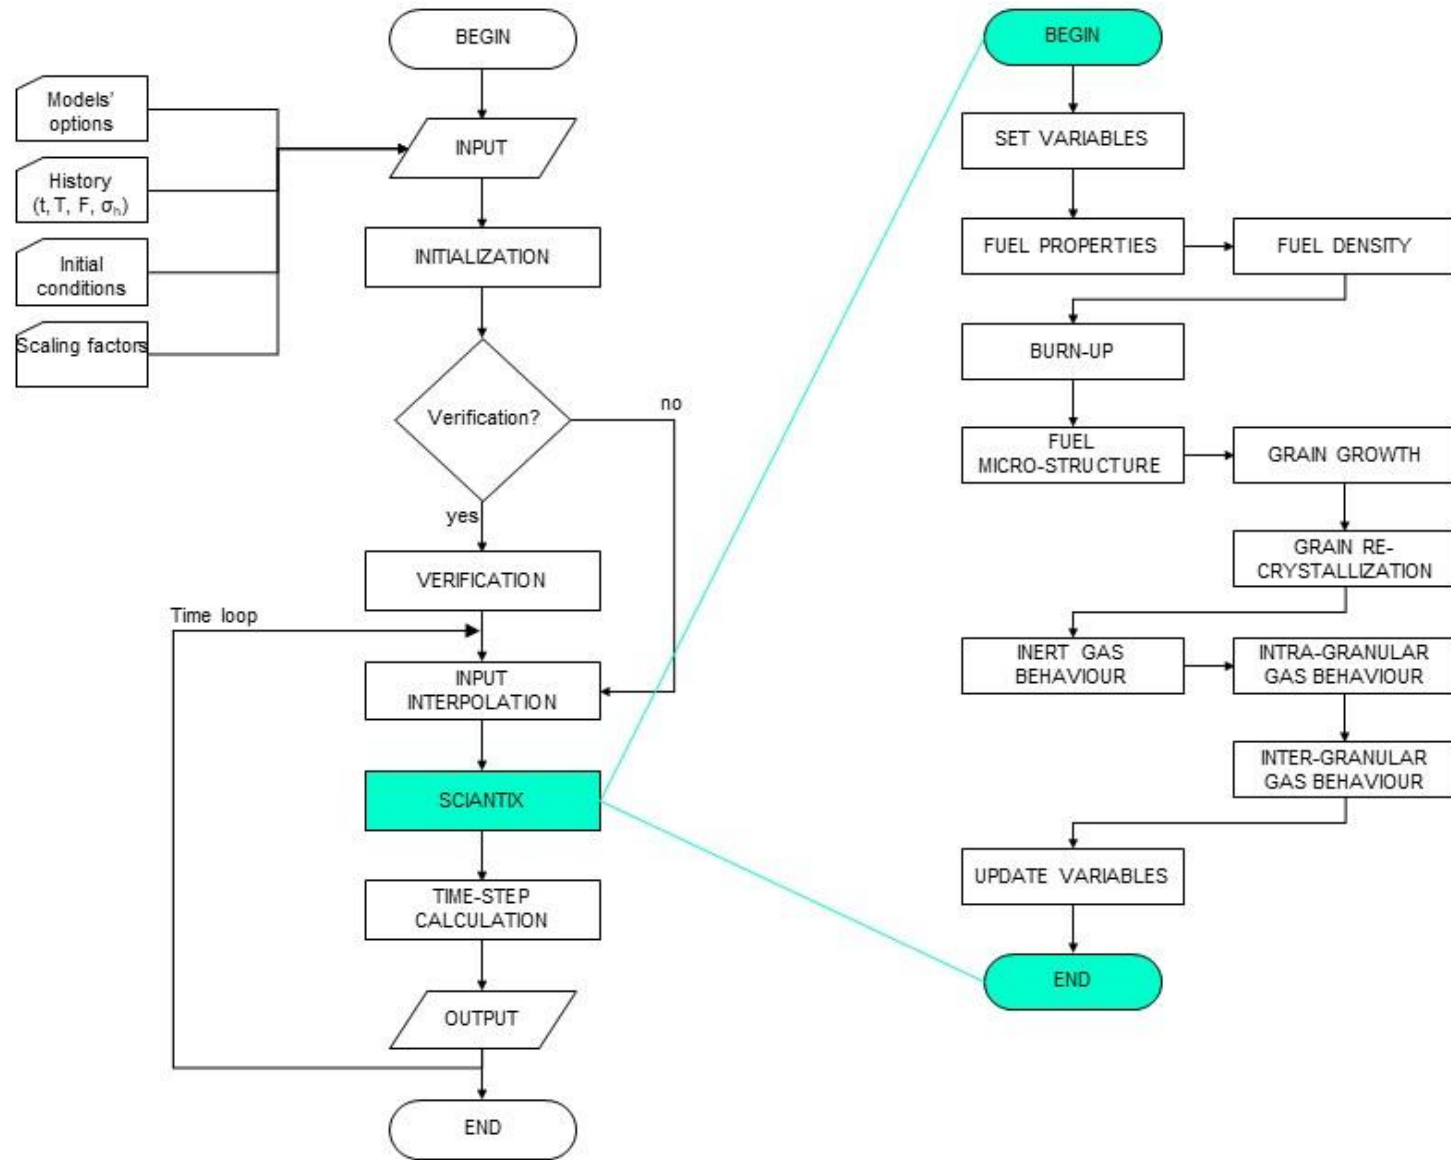 BEGIN
Models'
options
INPUT
History
(t, T, F, σₕ)
INITIALIZATION
Initial
conditions
Scaling factors
Verification?
no
yes
VERIFICATION
Time loop
INPUT
INTERPOLATION
SCIANTIX
TIME-STEP
CALCULATION
OUTPUT
END
BEGIN
SET VARIABLES
FUEL PROPERTIES
FUEL DENSITY
BURN-UP
FUEL
MICRO-STRUCTURE
GRAIN GROWTH
GRAIN RE-
CRYSTALLIZATION
INERT GAS
BEHAVIOUR
INTRA-GRANULAR
GAS BEHAVIOUR
INTER-GRANULAR
GAS BEHAVIOUR
UPDATE VARIABLES
END